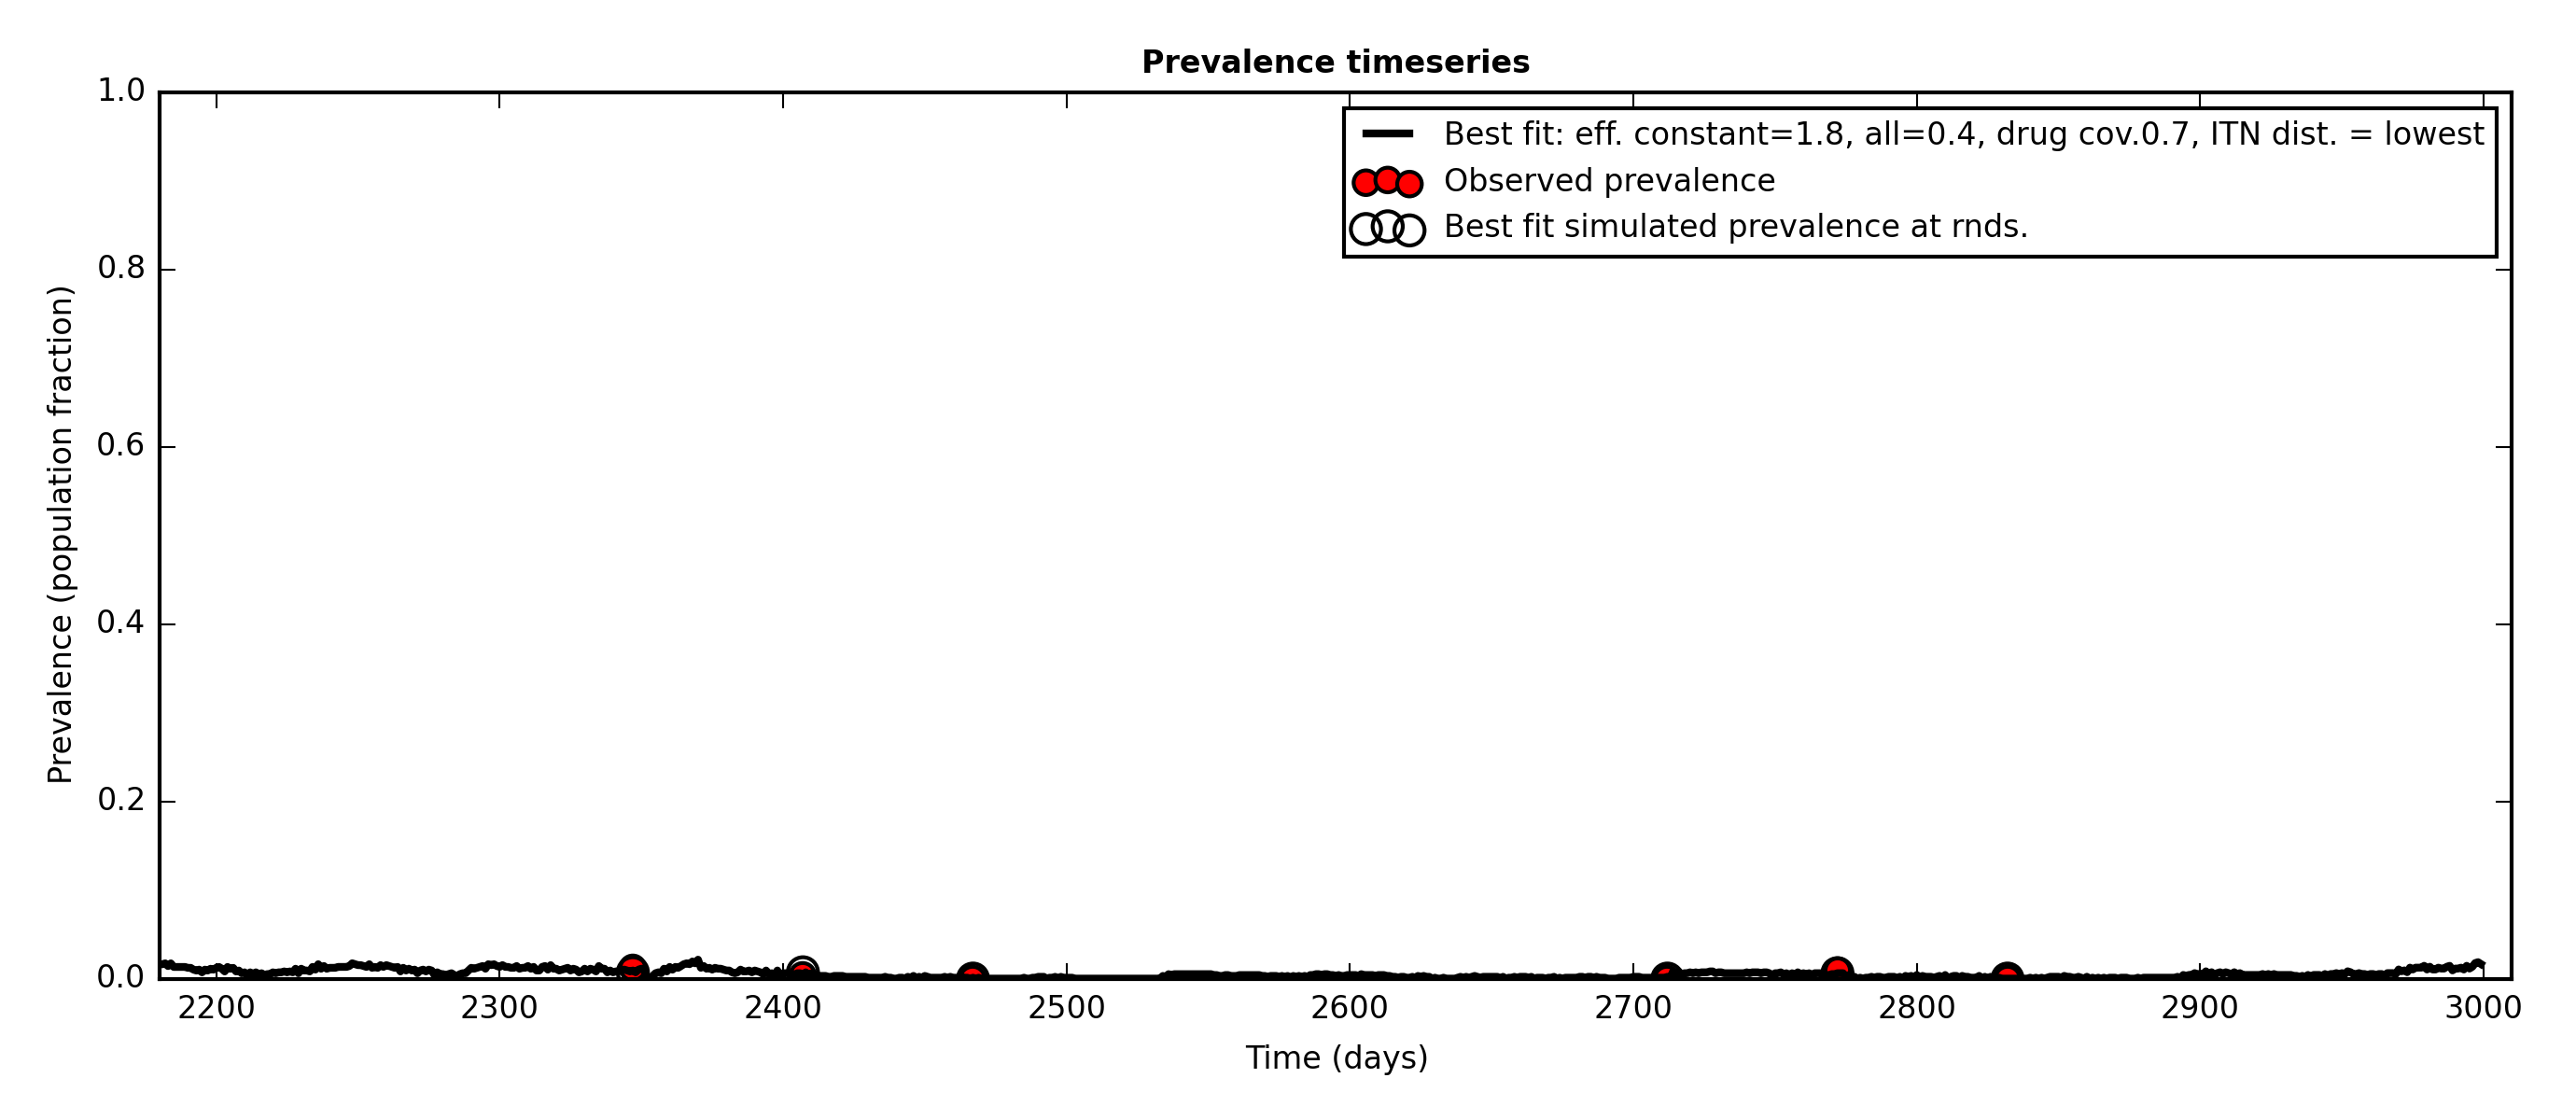 Prevalence timeseries
1.0
0.8
0.6
0.4
0.2
0.0
Prevalence (population fraction)
Best fit: eff. constant=1.8, all=0.4, drug cov.0.7, ITN dist. = lowest
Observed prevalence
Best fit simulated prevalence at rnds.
2200 2300 2400 2500 2600 2700 2800 2900 3000
Time (days)